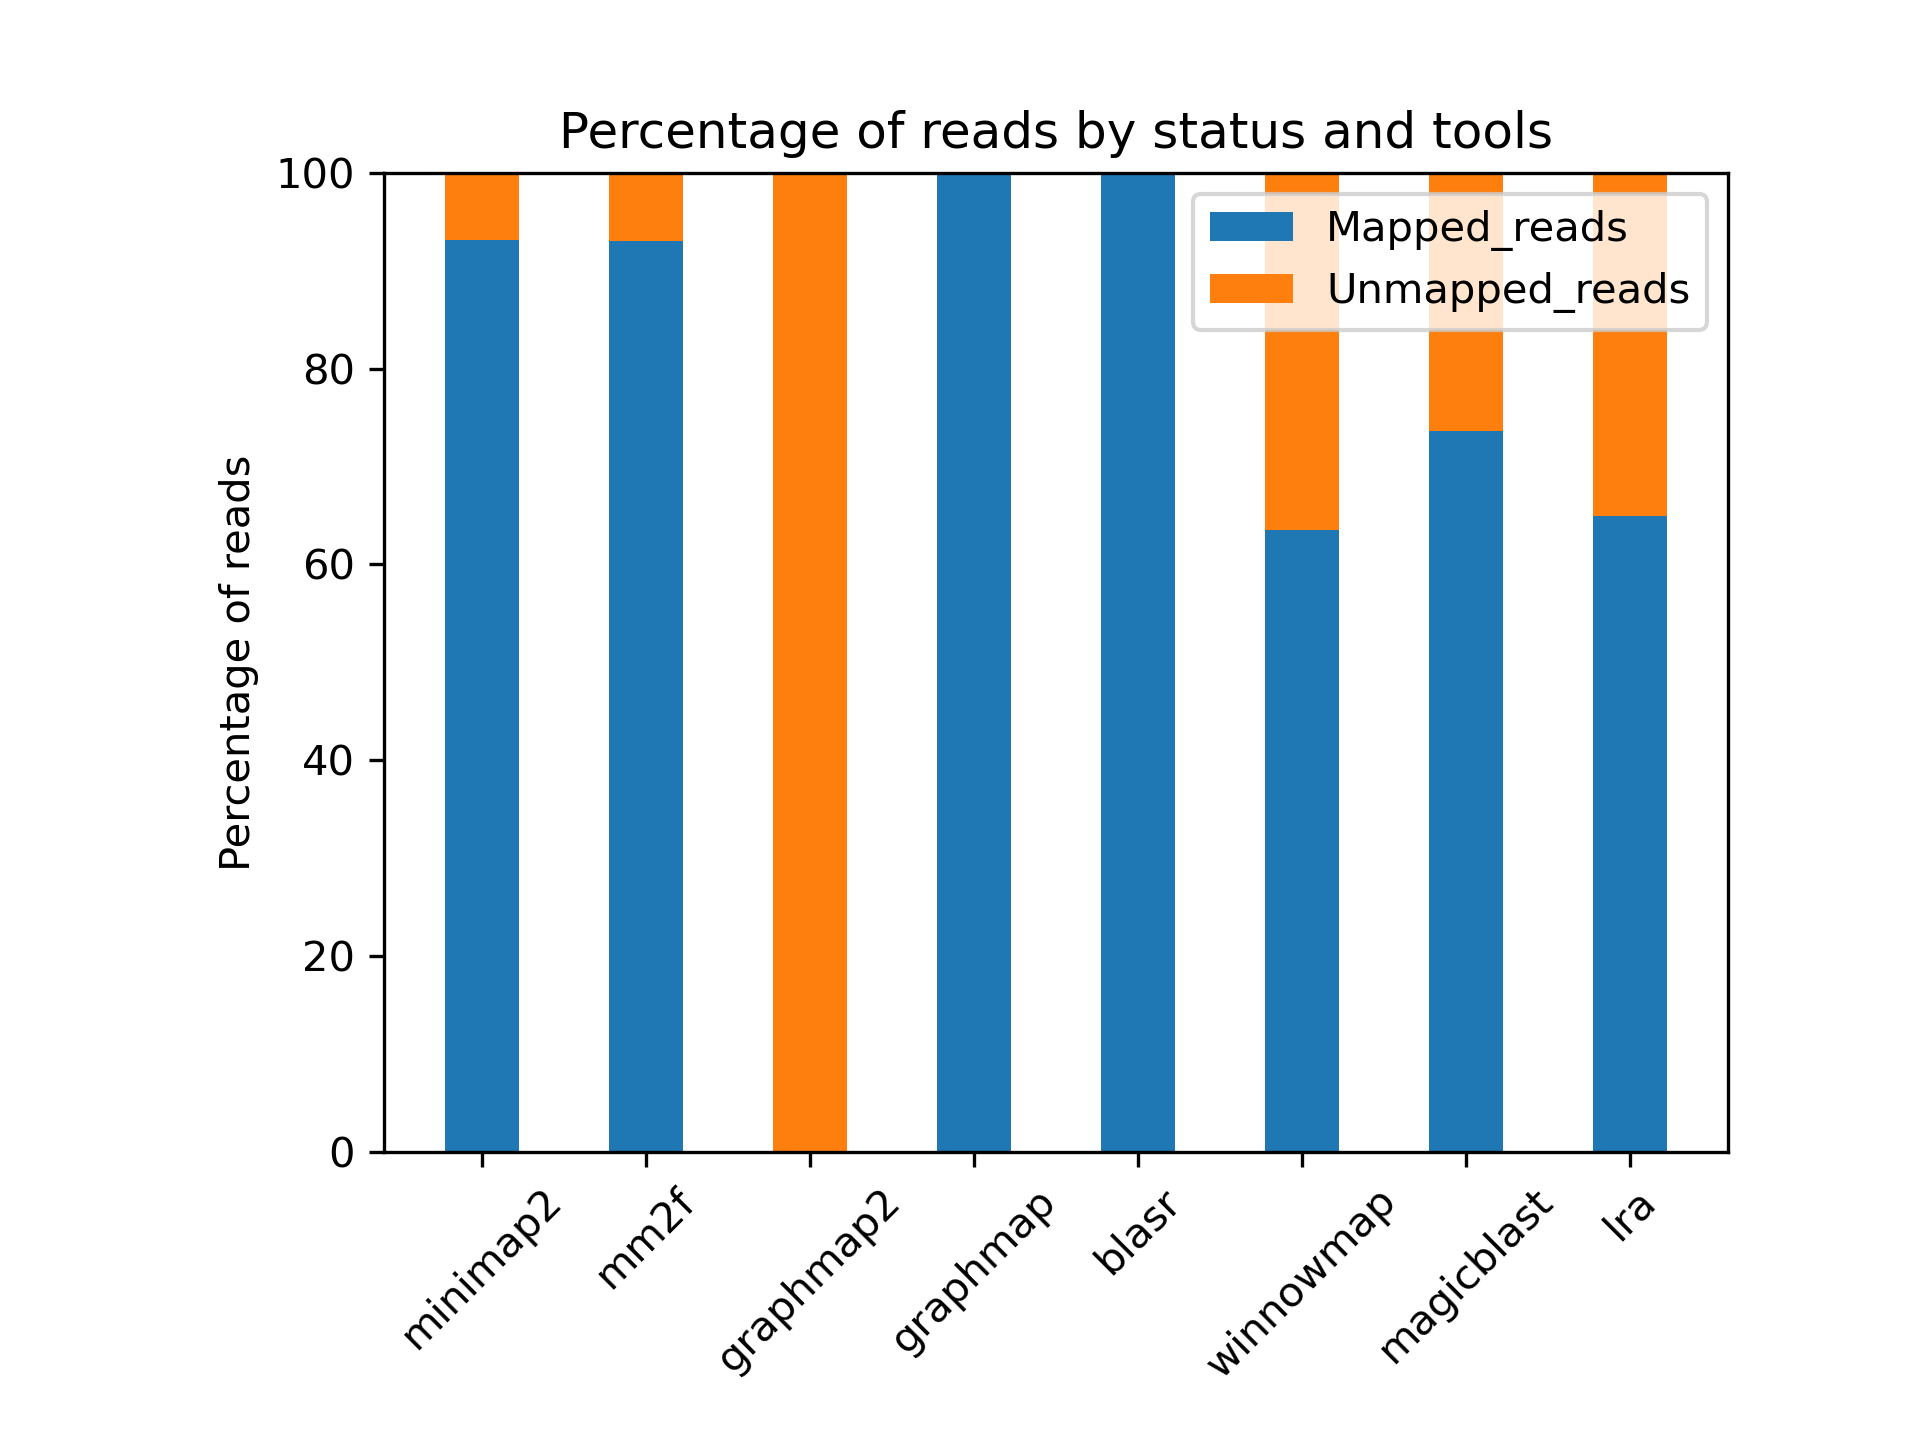 Percentage of reads by status and tools
Percentage of reads
100
80
60
40
20
0
Mapped_reads
Unmapped_reads
minimap2
mm2f
graphmap2
graphmap
blasr
winnowmap
magicblast
lra